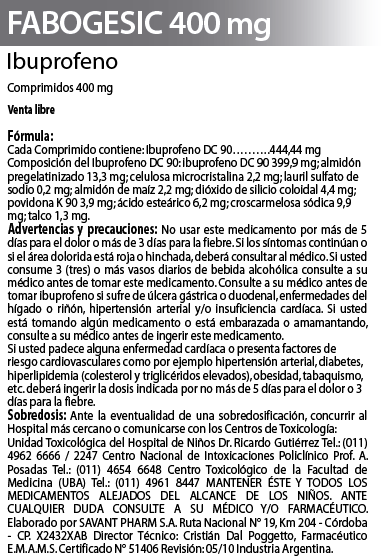 FABOGESIC 400 mg
Ibuprofeno
Comprimidos 400 mg
Venta libre
Fórmula:
Cada Comprimido contiene: Ibuprofeno DC 90..........444,44 mg
Composición del Ibuprofeno DC 90: ibuprofeno DC 90 399,9 mg; almidón
pregelatinizado 13,3 mg; celulosa microcristalina 2,2 mg; lauril sulfato de
sodio 0,2 mg; almidón de maíz 2,2 mg; dióxido de silicio coloidal 4,4 mg;
povidona K 90 3,9 mg; ácido esteárico 6,2 mg; croscarmelosa sódica 9,9
mg; talco 1,3 mg.
Advertencias y precauciones: No usar este medicamento por más de 5
días para el dolor o más de 3 días para la fiebre. Si los síntomas continúan o
si el área dolorida está roja o hinchada, deberá consultar al médico. Si usted
consume 3 (tres) o más vasos diarios de bebida alcohólica consulte a su
médico antes de tomar este medicamento. Consulte a su médico antes de
tomar ibuprofeno si sufre de úlcera gástrica o duodenal, enfermedades del
hígado o riñón, hipertensión arterial y/o insuficiencia cardíaca. Si usted
está tomando algún medicamento o está embarazada o amamantando,
consulte a su médico antes de ingerir este medicamento.
Si usted padece alguna enfermedad cardíaca o presenta factores de
riesgo cardiovasculares como por ejemplo hipertensión arterial, diabetes,
hiperlipidemia (colesterol y triglicéridos elevados), obesidad, tabaquismo,
etc. deberá ingerir la dosis indicada por no más de 5 días para el dolor o 3
días para la fiebre.
Sobredosis: Ante la eventualidad de una sobredosificación, concurrir al
Hospital más cercano o comunicarse con los Centros de Toxicología:
Unidad Toxicológica del Hospital de Niños Dr. Ricardo Gutiérrez Tel.: (011)
4962 6666 / 2247 Centro Nacional de Intoxicaciones Policlínico Prof. A.
Posadas Tel.: (011) 4654 6648 Centro Toxicológico de la Facultad de
Medicina (UBA) Tel.: (011) 4961 8447 MANTENER ÉSTE Y TODOS LOS
MEDICAMENTOS ALEJADOS DEL ALCANCE DE LOS NIÑOS. ANTE
CUALQUIER DUDA CONSULTE A SU MÉDICO Y/O FARMACÉUTICO.
Elaborado por SAVANT PHARM S.A. Ruta Nacional N° 19, Km 204 - Córdoba
- CP. X2432XAB Director Técnico: Cristián Dal Poggetto, Farmacéutico
E.M.A.M.S. Certificado N° 51406 Revisión: 05/10 Industria Argentina.